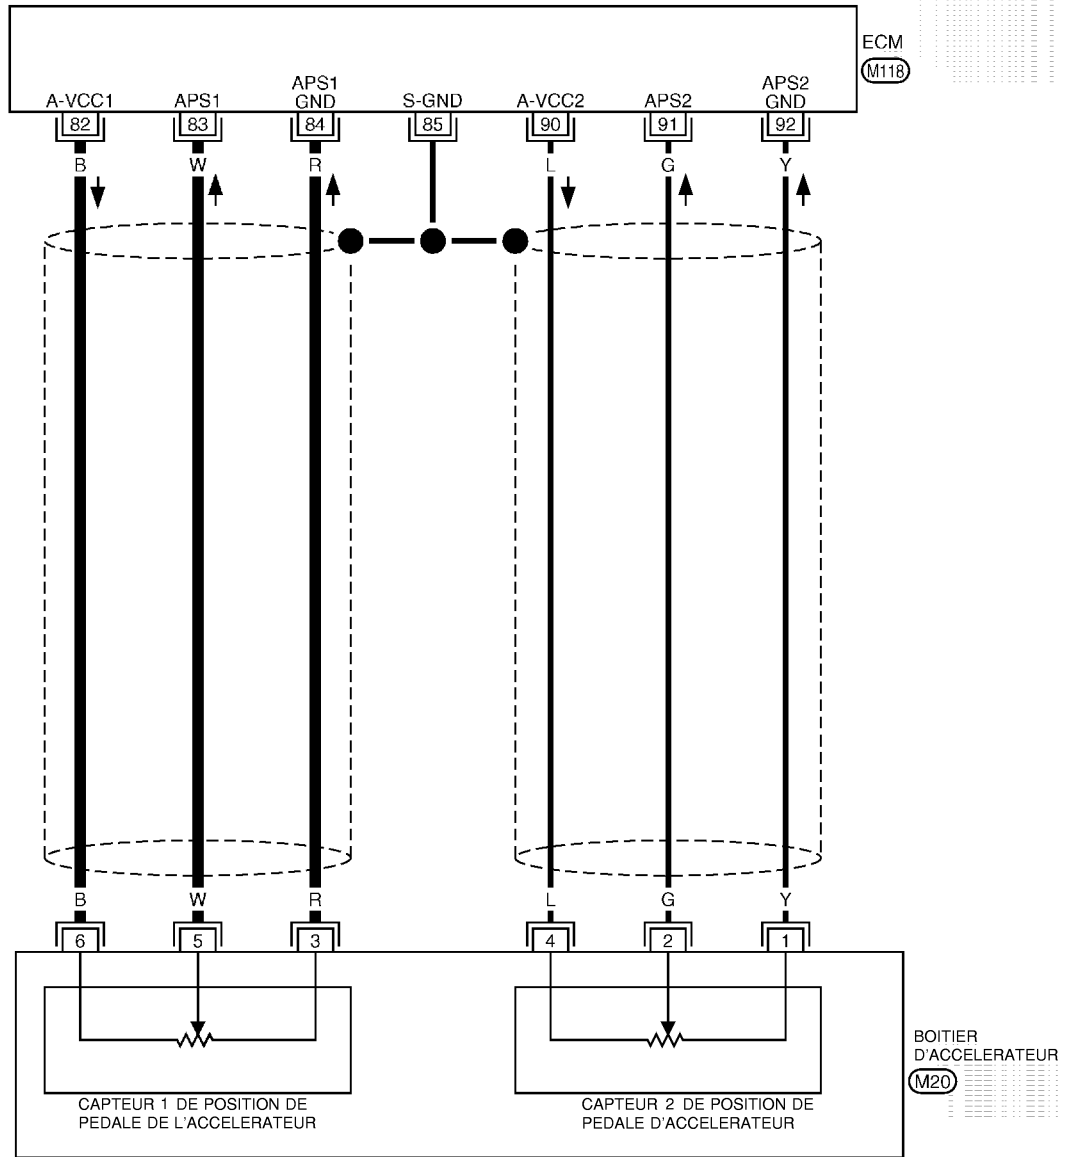 ECM
M118
A-VCC1
APS1
APS1
GND
S-GND
A-VCC2
APS2
APS2
GND
82
83
84
85
90
91
92
B
W
R
L
G
Y
B
W
R
L
G
Y
6
5
3
4
2
1
BOITIER
D'ACCELERATEUR
M20
CAPTEUR 1 DE POSITION DE
PEDALE DE L'ACCELERATEUR
CAPTEUR 2 DE POSITION DE
PEDALE D'ACCELERATEUR